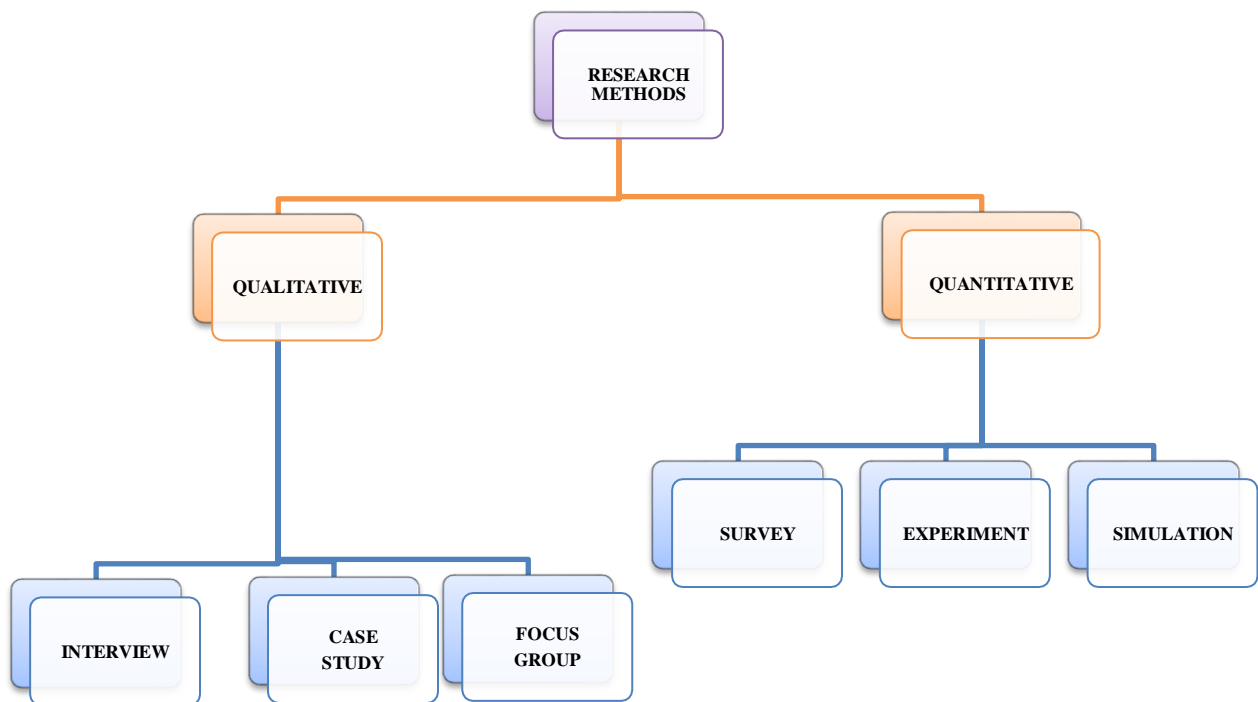 RESEARCH
METHODS
QUALITATIVE
QUANTITATIVE
SURVEY
EXPERIMENT
SIMULATION
INTERVIEW
CASE
STUDY
FOCUS
GROUP